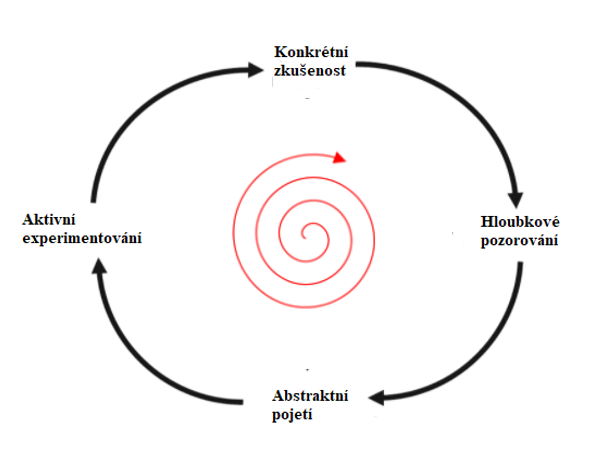 Konkrétní
zkušenost
Aktivní
experimentování
Hloubkové
pozorování
Abstraktní
pojetí